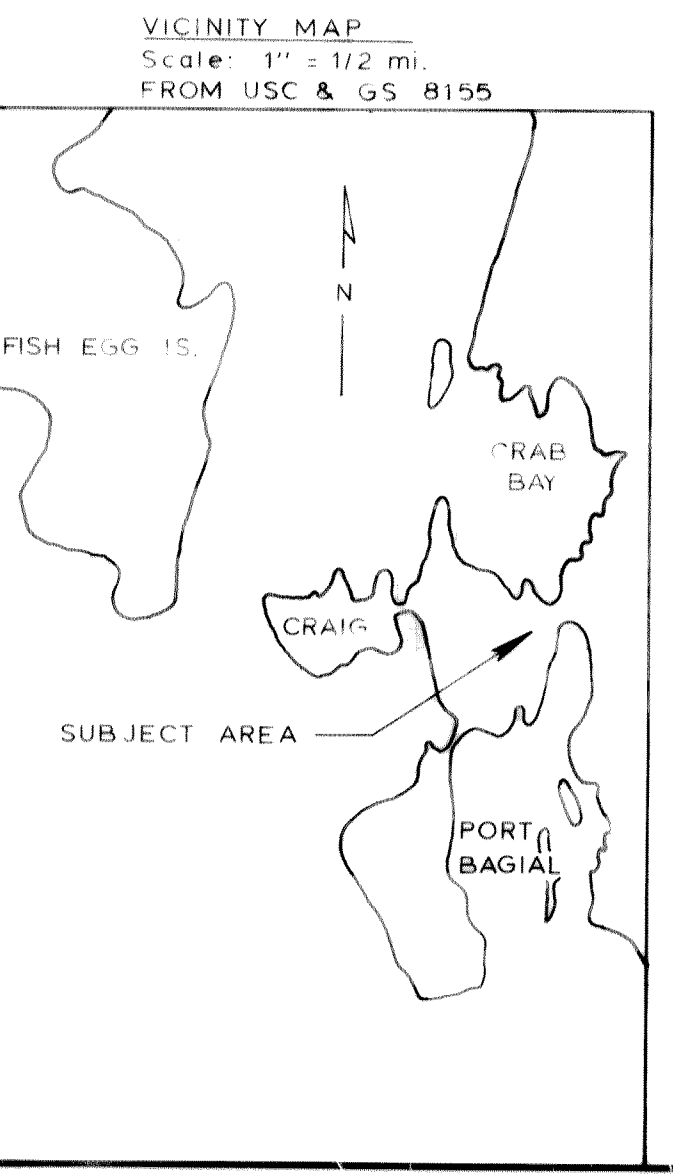 VICINITY MAP
Scale: 1" = 1/2 mi.
FROM USC & GS 8155
N
FISH EGG IS.
CRAB
BAY
CRAIG
SUBJECT AREA
PORT
BAGIAL